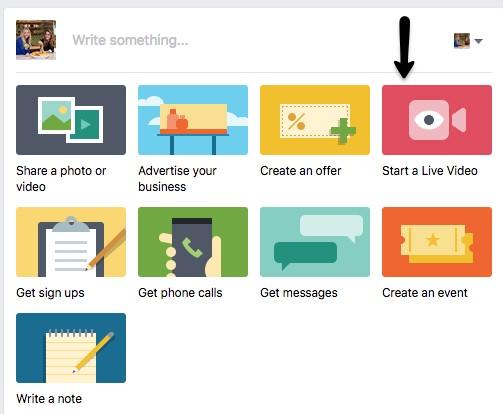 Write something...
Share a photo or
video
Advertise your
business
Create an offer
Start a Live Video
Get sign ups
Get phone calls
Get messages
Create an event
Write a note